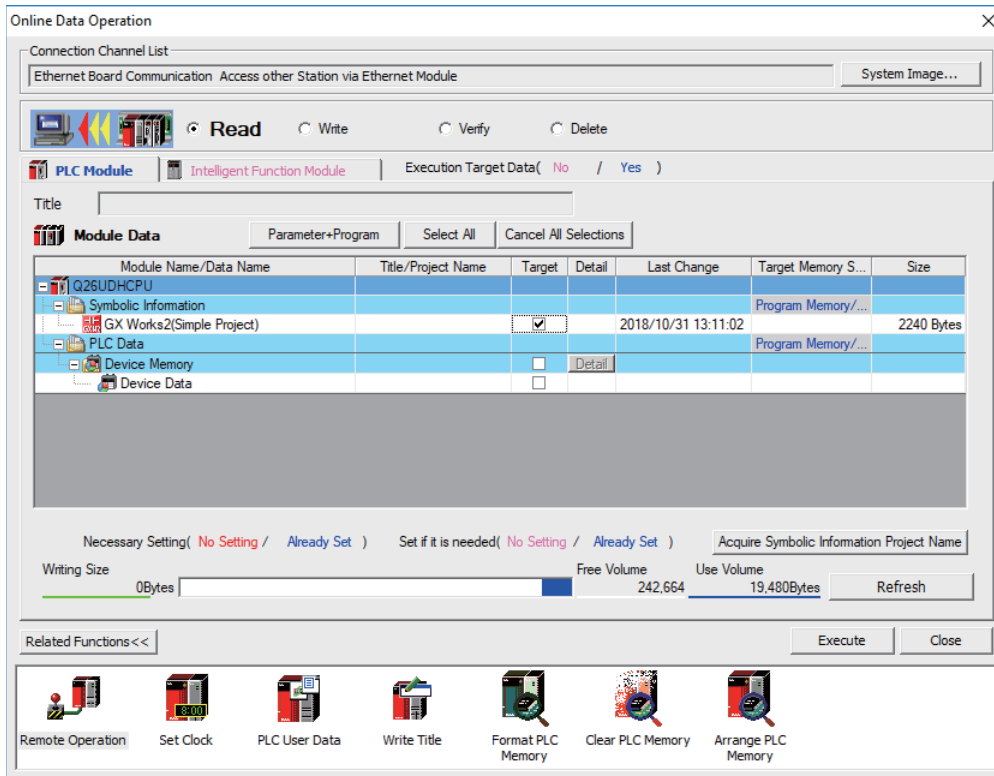 Online Data Operation
Connection Channel List
Ethernet Board Communication  Access other Station via Ethernet Module
System Image...
Read Write Verify Delete
PLC Module Intelligent Function Module Execution Target Data( No / Yes )
Title
Module Data Parameter+Program Select All Cancel All Selections
Module Name/Data Name Title/Project Name Target Detail Last Change Target Memory S... Size
Q26UDHCPU
Symbolic Information Program Memory/...
GX Works2(Simple Project) 2018/10/31 13:11:02 2240 Bytes
PLC Data Program Memory/...
Device Memory Detail
Device Data
Necessary Setting( No Setting / Already Set ) Set if it is needed( No Setting / Already Set ) Acquire Symbolic Information Project Name
Writing Size Free Volume Use Volume
0Bytes 242,664 19,480Bytes Refresh
Related Functions<< Execute Close
8:00
Remote Operation Set Clock PLC User Data Write Title Format PLC Clear PLC Memory Arrange PLC
Memory Memory